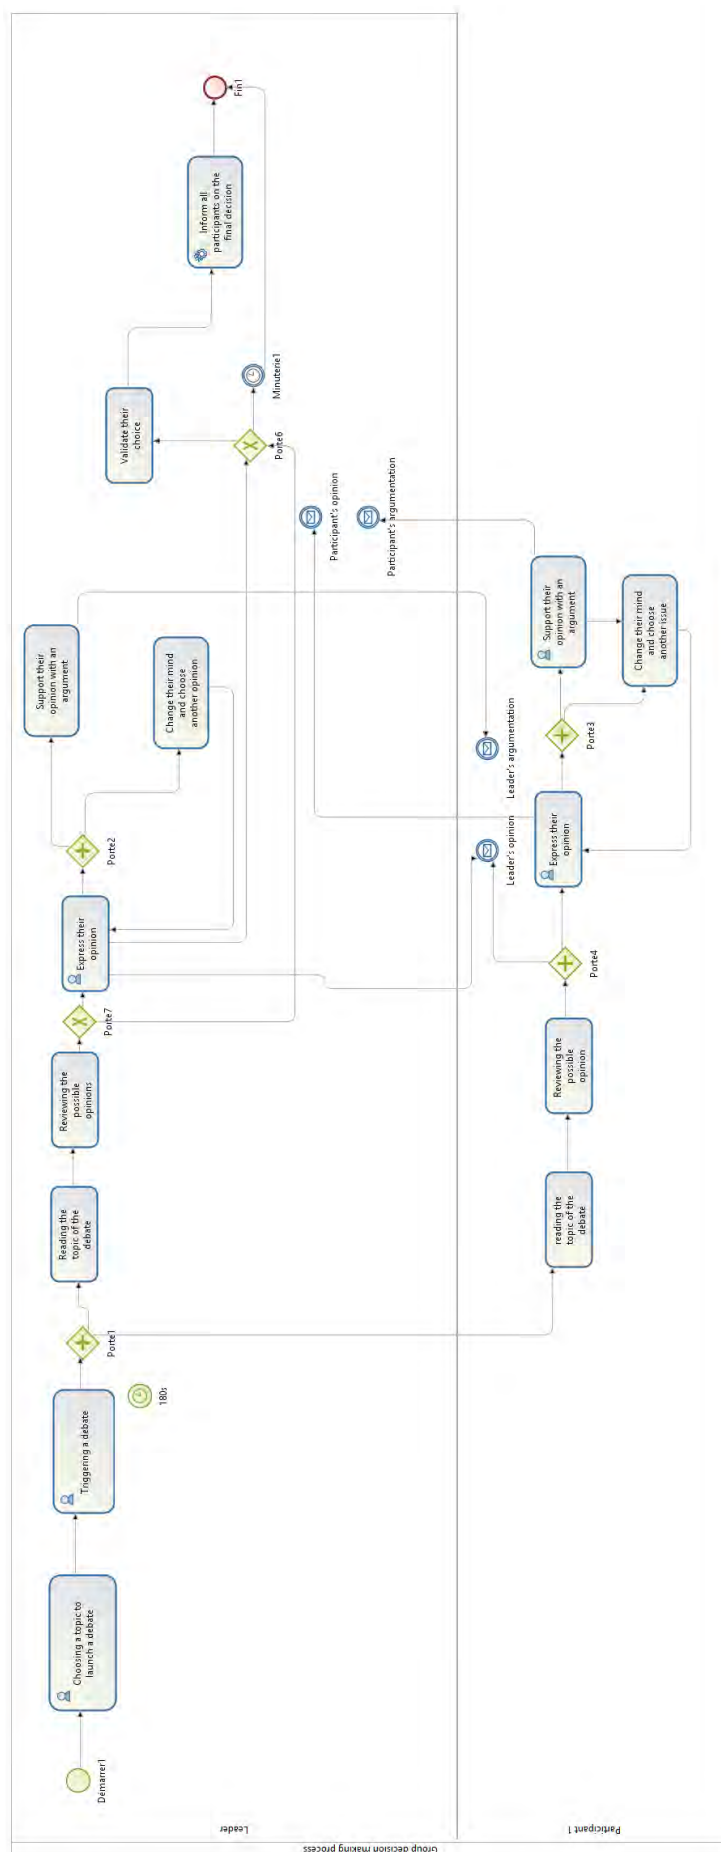 Group decision making process
Leader
Participant 1
Démarrer1
Choosing a topic to
launch a debate
Triggering a debate
180s
Porte1
Reading the
topic of the
debate
Reviewing the
possible
opinions
Porte7
Express their
opinion
Porte2
Support their
opinion with an
argument
Change their mind
and choose
another opinion
Porte6
Validate their
choice
Minuterie1
Inform all
participants on the
final decision
Fin1
Participant's opinion
Participant's argumentation
reading the
topic of the
debate
Reviewing the
possible
opinion
Porte4
Leader's opinion
Express their
opinion
Leader's argumentation
Porte3
Support their
opinion with an
argument
Change their mind
and choose
another issue